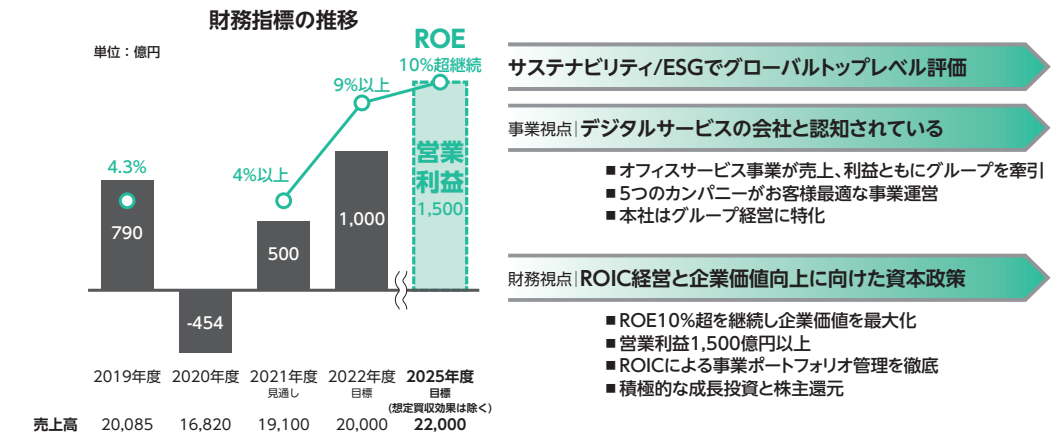 財務指標の推移
単位：億円
ROE
10%超継続
9%以上
4%以上
4.3%
790
-454
500
1,000
営業
利益
1,500
2019年度 2020年度 2021年度 2022年度 2025年度
見通し 目標 目標
(想定買収効果は除く)
売上高 20,085 16,820 19,100 20,000 22,000
サステナビリティ/ESGでグローバルトップレベル評価
事業視点|デジタルサービスの会社と認知されている
■オフィスサービス事業が売上、利益ともにグループを牽引
■5つのカンパニーがお客様最適な事業運営
■本社はグループ経営に特化
財務視点|ROIC経営と企業価値向上に向けた資本政策
■ROE10%超を継続し企業価値を最大化
■営業利益1,500億円以上
■ROICによる事業ポートフォリオ管理を徹底
■積極的な成長投資と株主還元